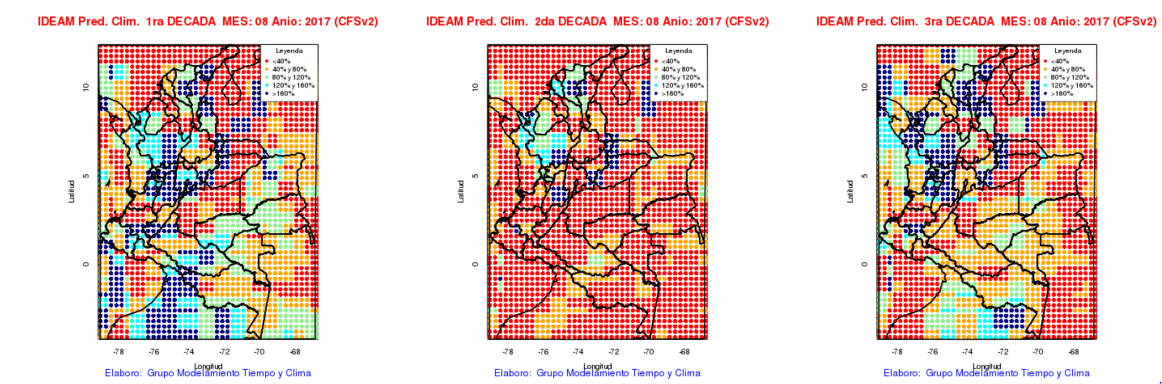 IDEAM Pred. Clim. 1ra DECADA MES: 08 Anio: 2017 (CFSv2)
Leyenda
<40%
40% y 80%
80% y 120%
120% y 160%
>160%
10
5
0
Latitud
-78 -76 -74 -72 -70 -68
Longitud
Elaboro: Grupo Modelamiento Tiempo y Clima
IDEAM Pred. Clim. 2da DECADA MES: 08 Anio: 2017 (CFSv2)
Leyenda
<40%
40% y 80%
80% y 120%
120% y 160%
>160%
10
5
0
Latitud
-78 -76 -74 -72 -70 -68
Longitud
Elaboro: Grupo Modelamiento Tiempo y Clima
IDEAM Pred. Clim. 3ra DECADA MES: 08 Anio: 2017 (CFSv2)
Leyenda
<40%
40% y 80%
80% y 120%
120% y 160%
>160%
10
5
0
Latitud
-78 -76 -74 -72 -70 -68
Longitud
Elaboro: Grupo Modelamiento Tiempo y Clima